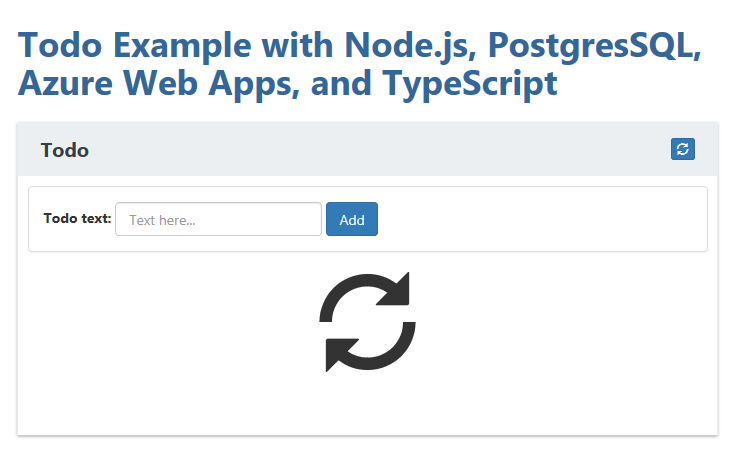 Todo Example with Node.js, PostgresSQL,
Azure Web Apps, and TypeScript
Todo
Todo text: Text here... Add